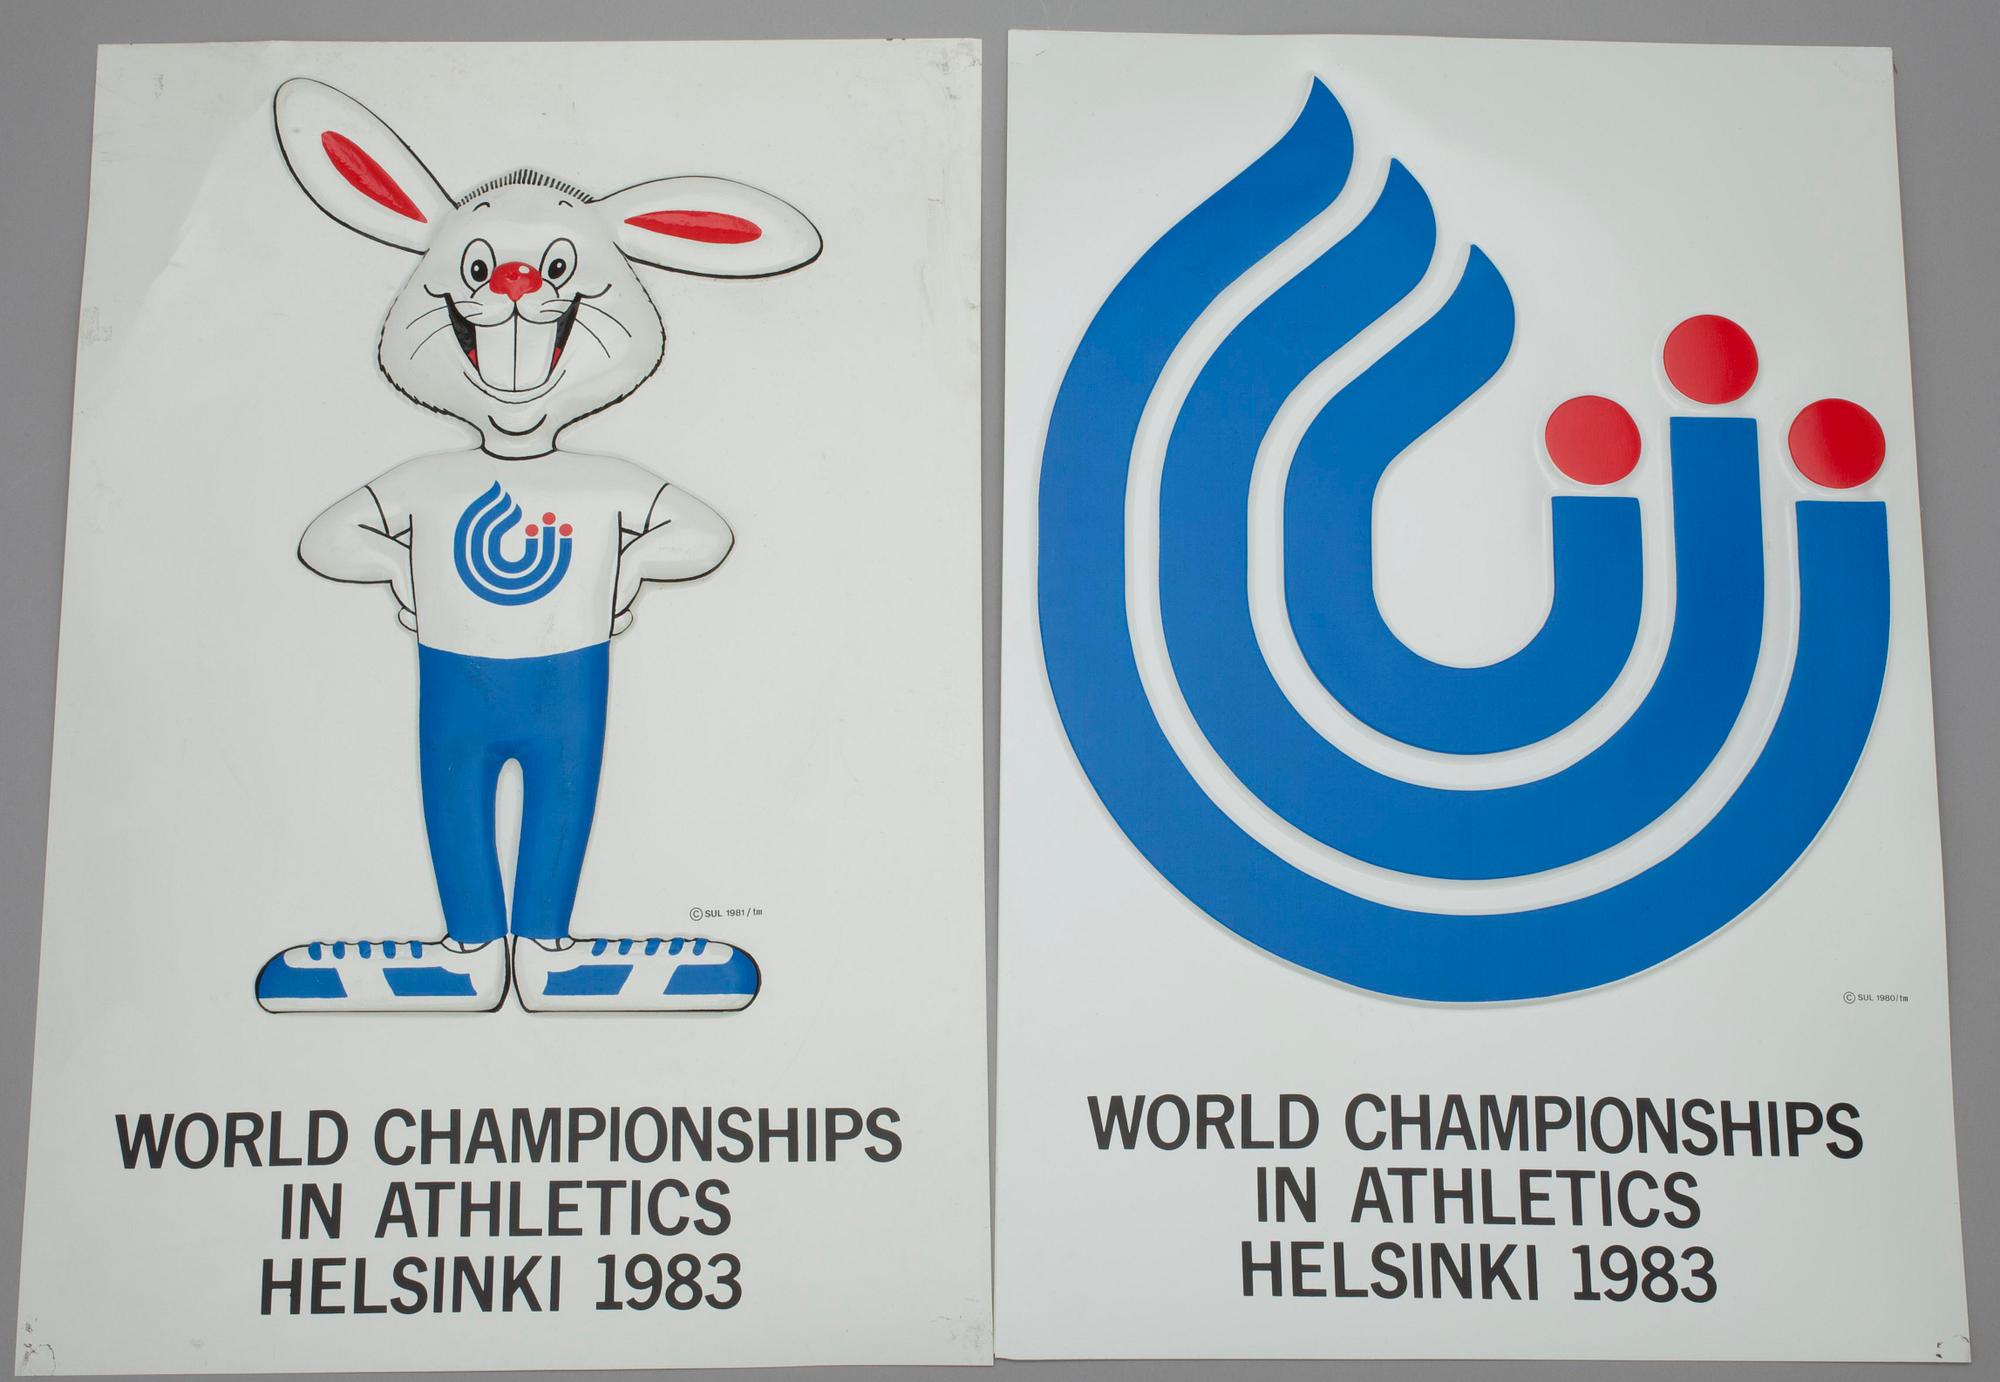 © SUL 1981/tm
WORLD CHAMPIONSHIPS
IN ATHLETICS
HELSINKI 1983
© SUL 1980/tm
WORLD CHAMPIONSHIPS
IN ATHLETICS
HELSINKI 1983